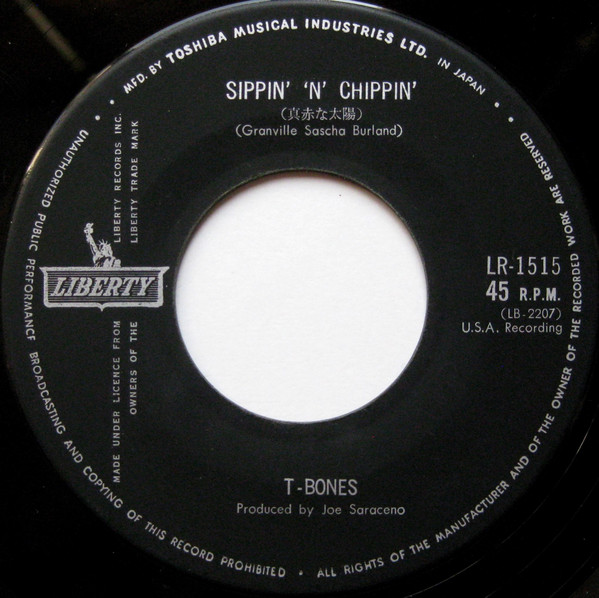 • MFD. BY TOSHIBA MUSICAL INDUSTRIES LTD. IN JAPAN •
SIPPIN' 'N' CHIPPIN'
(真赤な太陽)
(Granville Sascha Burland)
LIBERTY
MADE UNDER LICENCE FROM LIBERTY RECORDS INC.
OWNERS OF THE LIBERTY TRADE MARK
LR-1515
45 R.P.M.
(LB-2207)
U.S.A. Recording
T-BONES
Produced by Joe Saraceno
• UNAUTHORIZED PUBLIC PERFORMANCE BROADCASTING AND COPYING OF THIS RECORD PROHIBITED • ALL RIGHTS OF THE MANUFACTURER AND OF THE OWNER OF THE RECORDED WORK ARE RESERVED